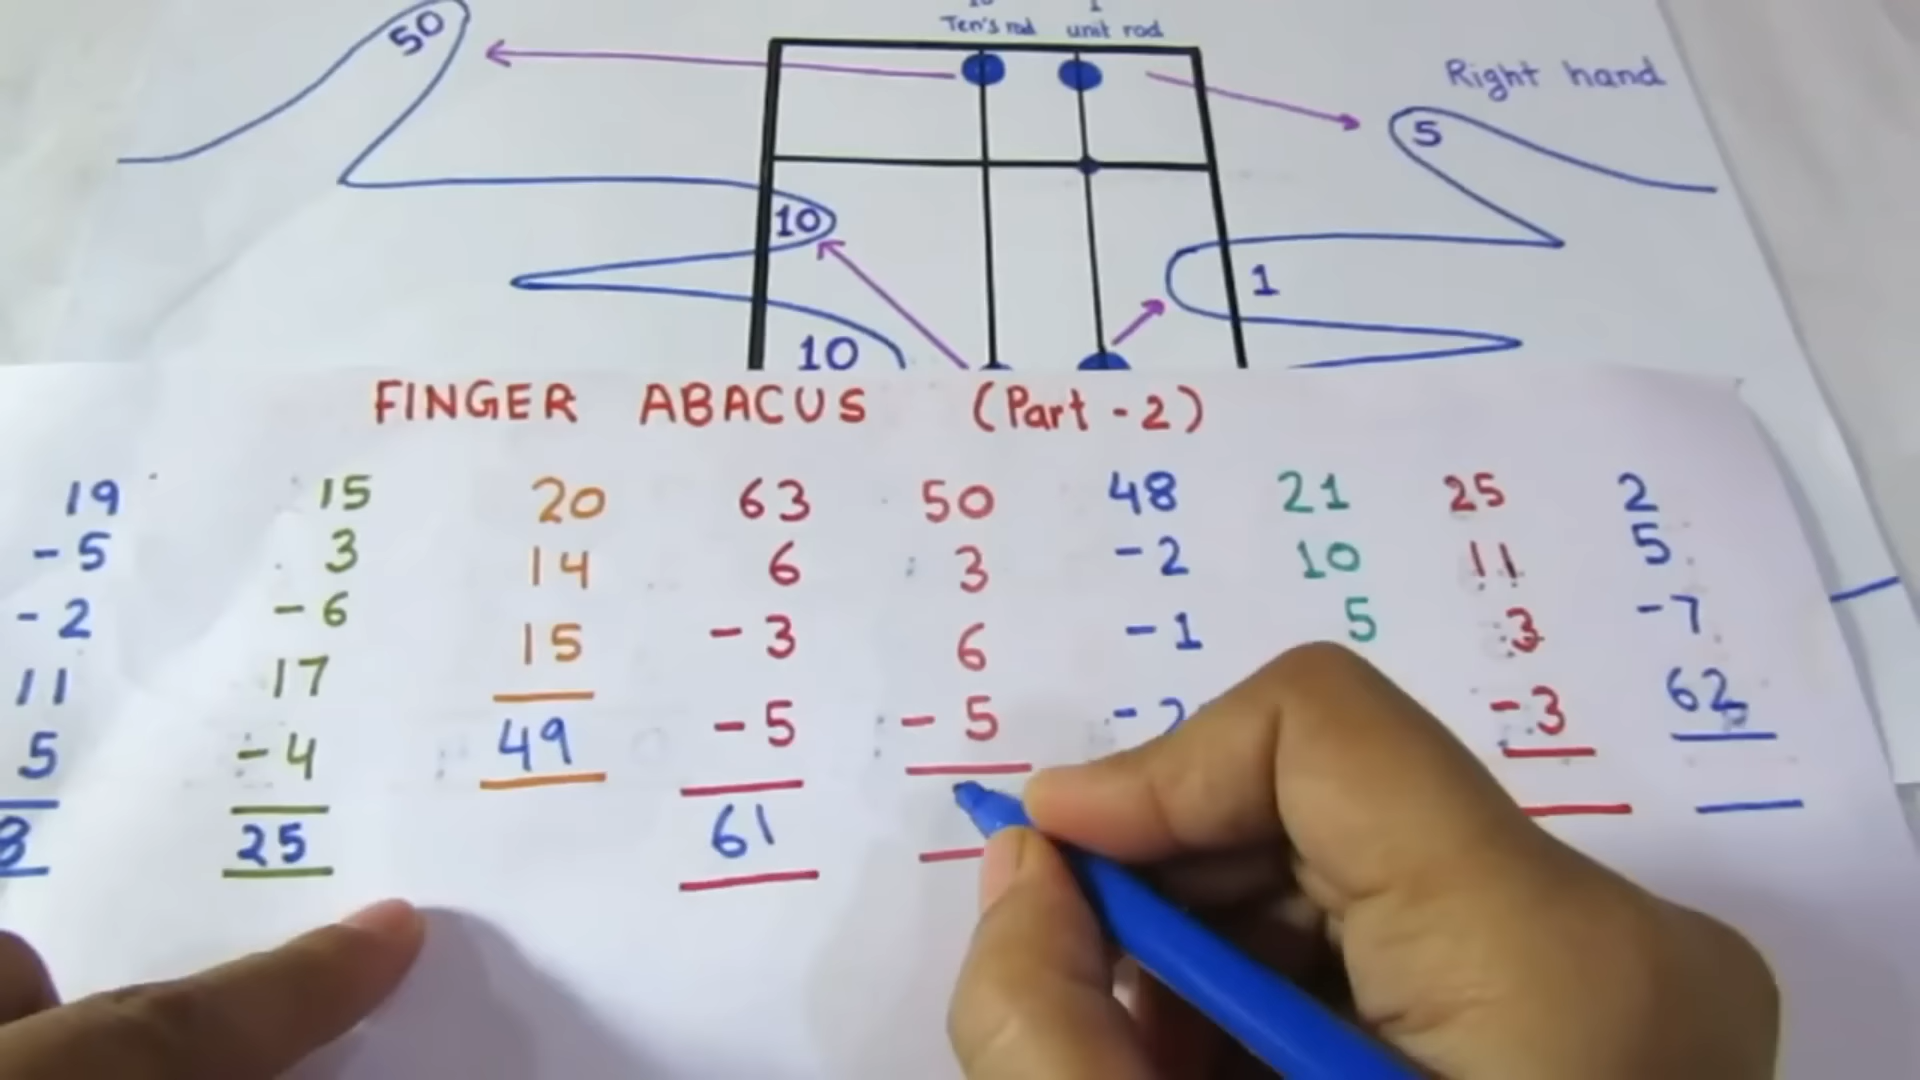 50
Ten's rod unit rod
Right hand
5
10
1
10
FINGER ABACUS (Part - 2)
19 15 20 63 50 48 21 25 2
- 5 3 14 6 3 - 2 10 11 5
- 2 - 6 15 - 3 6 - 1 5 3 - 7
11 17 - 5 - 5 - 3 62
5 - 4 49
25 61